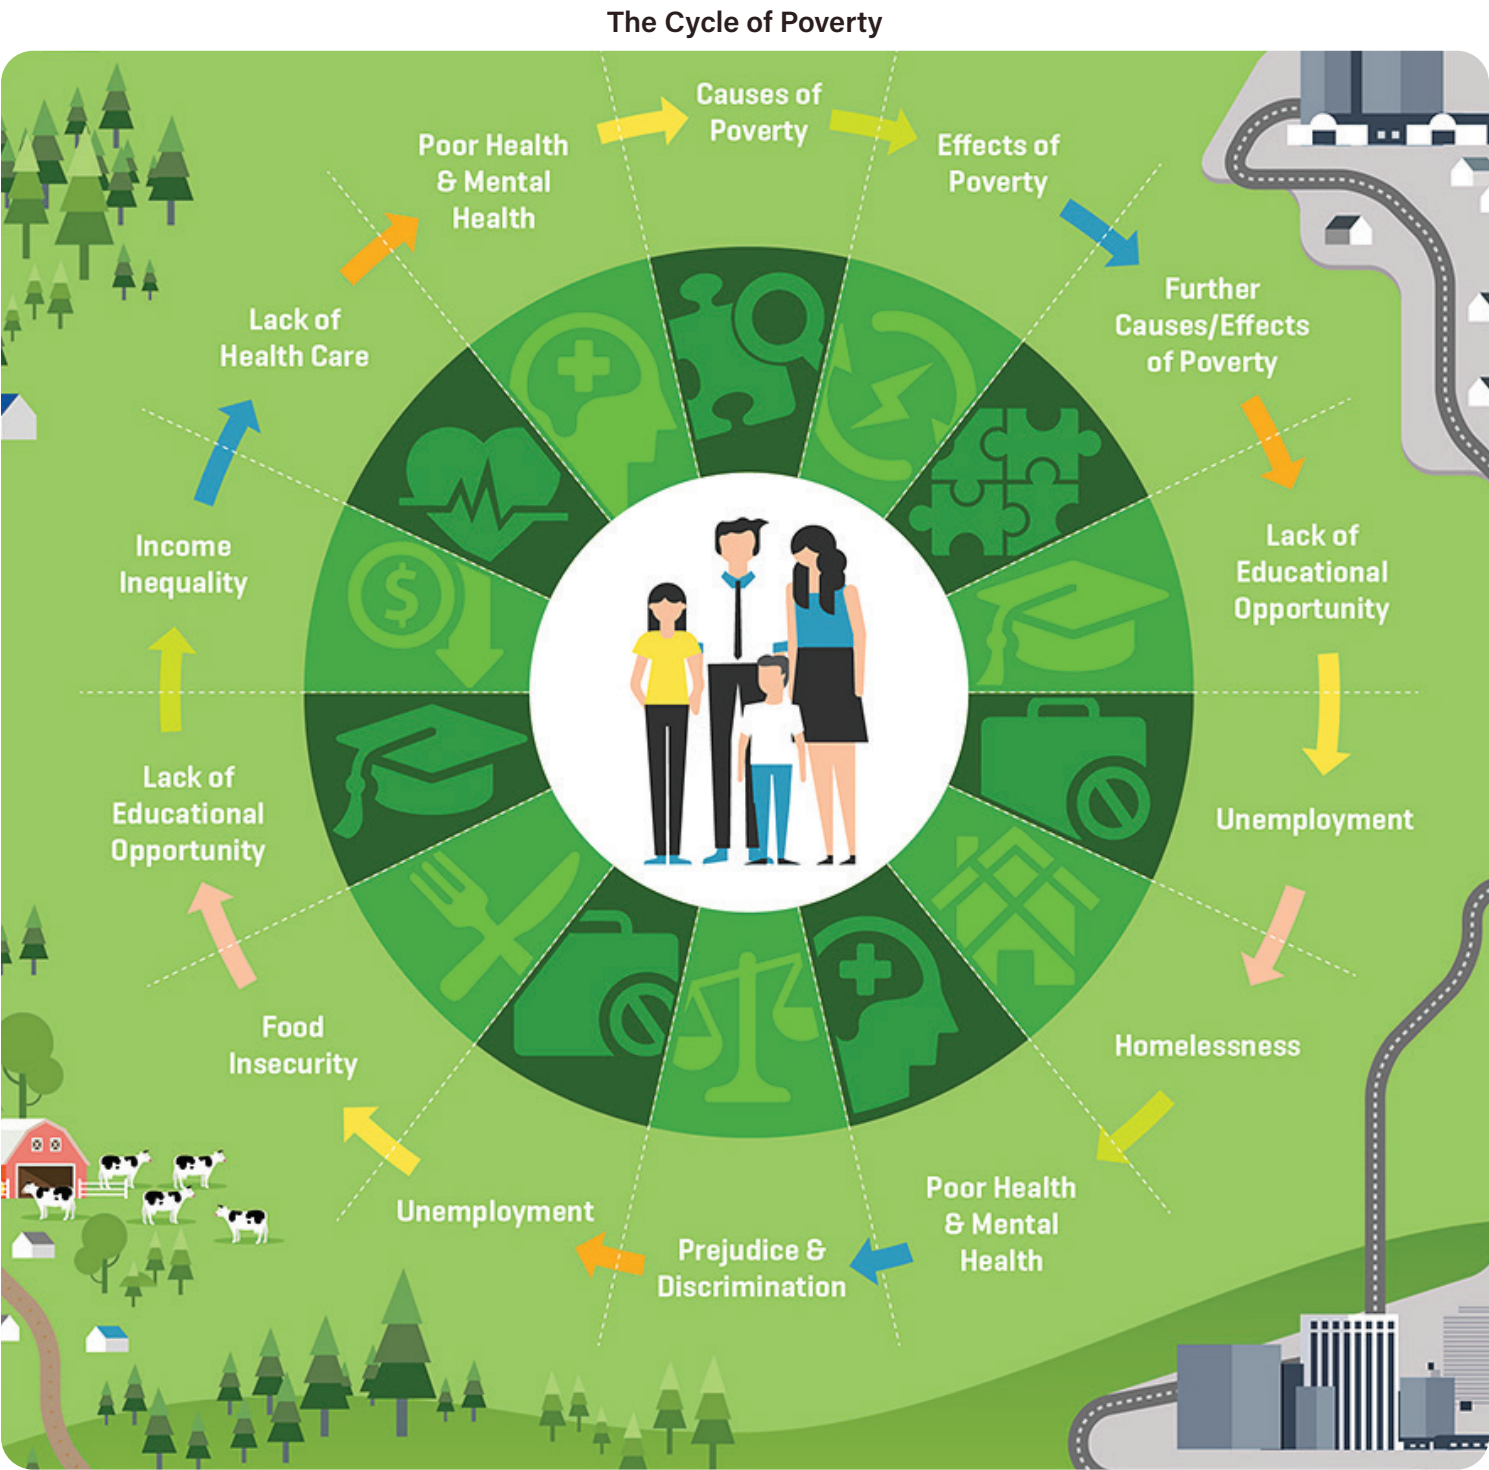 The Cycle of Poverty
Causes of
Poverty
Effects of
Poverty
Further
Causes/Effects
of Poverty
Lack of
Educational
Opportunity
Unemployment
Homelessness
Poor Health
& Mental
Health
Prejudice &
Discrimination
Unemployment
Food
Insecurity
Lack of
Educational
Opportunity
Income
Inequality
Lack of
Health Care
Poor Health
& Mental
Health
$